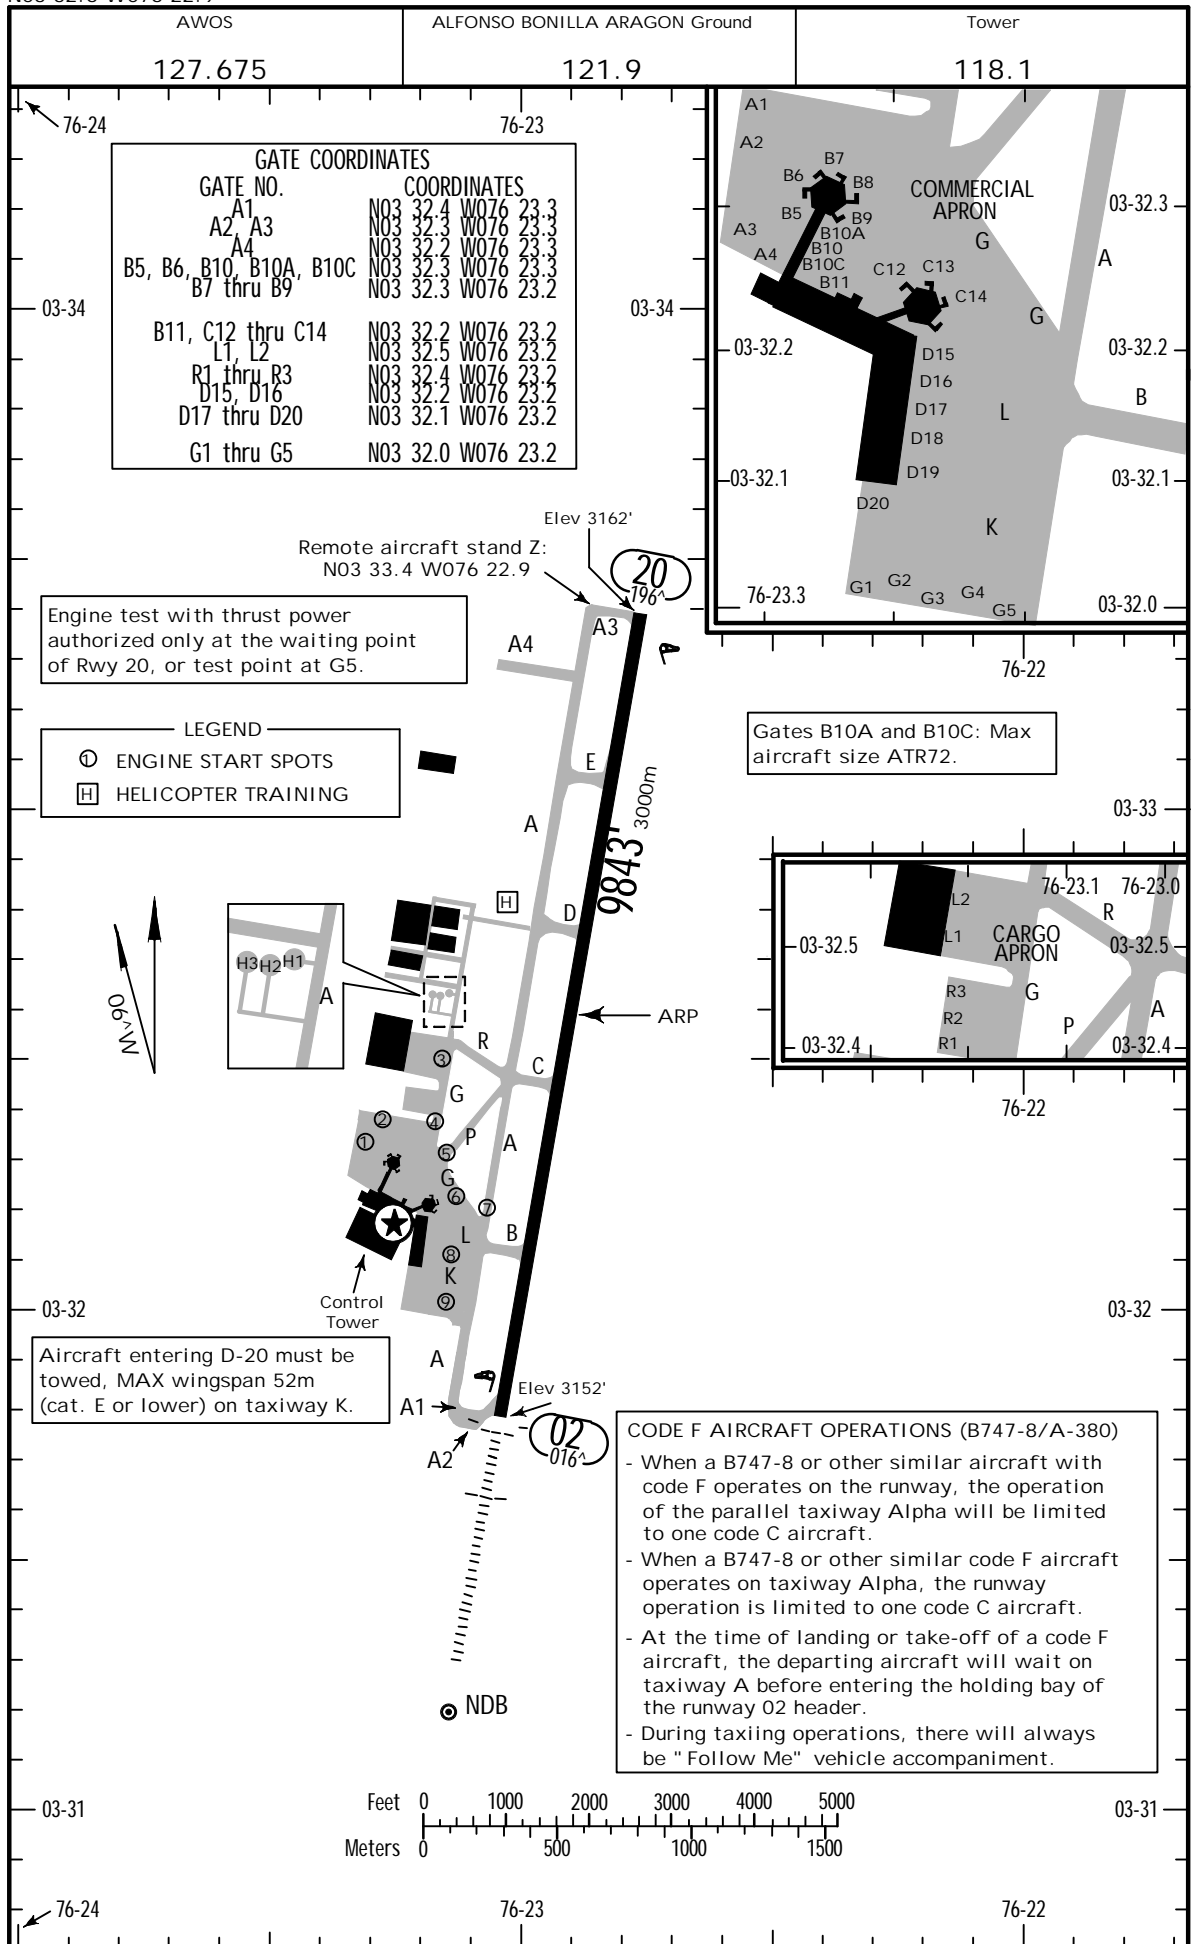 AWOS
127.675
ALFONSO BONILLA ARAGON Ground
121.9
Tower
118.1
76-24
76-23
GATE COORDINATES
GATE NO. COORDINATES
A1 N03 32.4 W076 23.3
A2, A3 N03 32.3 W076 23.3
A4 N03 32.2 W076 23.3
B5, B6, B10, B10A, B10C N03 32.3 W076 23.3
B7 thru B9 N03 32.3 W076 23.2
B11, C12 thru C14 N03 32.2 W076 23.2
L1, L2 N03 32.5 W076 23.2
R1 thru R3 N03 32.4 W076 23.2
D15, D16 N03 32.2 W076 23.2
D17 thru D20 N03 32.1 W076 23.2
G1 thru G5 N03 32.0 W076 23.2
03-34
03-34
A1
A2
B7
B6
B8
B5
B9
COMMERCIAL
APRON
03-32.3
A3
B10A
G
A4
B10
B10C
A
C12
C13
B11
C14
G
03-32.2
03-32.2
D15
D16
B
D17
L
D18
D19
03-32.1
03-32.1
D20
K
G1
G2
G3
G4
G5
76-23.3
03-32.0
76-22
Elev 3162'
Remote aircraft stand Z:
N03 33.4 W076 22.9
20
196^
A3
A4
Engine test with thrust power
authorized only at the waiting point
of Rwy 20, or test point at G5.
LEGEND
1 ENGINE START SPOTS
H HELICOPTER TRAINING
Gates B10A and B10C: Max
aircraft size ATR72.
E
A
9843'
3000m
03-33
H
D
H3
H2
H1
A
M^90
ARP
L2
76-23.1
76-23.0
R
L1
CARGO
APRON
03-32.5
03-32.5
R3
G
R2
P
A
R1
03-32.4
03-32.4
76-22
R
C
3
G
2
4
P
1
5
A
G
6
7
L
B
8
K
9
Control
Tower
03-32
03-32
Aircraft entering D-20 must be
towed, MAX wingspan 52m
(cat. E or lower) on taxiway K.
A
Elev 3152'
A1
A2
02
016^
CODE F AIRCRAFT OPERATIONS (B747-8/A-380)
- When a B747-8 or other similar aircraft with
code F operates on the runway, the operation
of the parallel taxiway Alpha will be limited
to one code C aircraft.
- When a B747-8 or other similar code F aircraft
operates on taxiway Alpha, the runway
operation is limited to one code C aircraft.
- At the time of landing or take-off of a code F
aircraft, the departing aircraft will wait on
taxiway A before entering the holding bay of
the runway 02 header.
- During taxiing operations, there will always
be "Follow Me" vehicle accompaniment.
NDB
03-31
03-31
Feet 0 1000 2000 3000 4000 5000
Meters 0 500 1000 1500
76-24
76-23
76-22